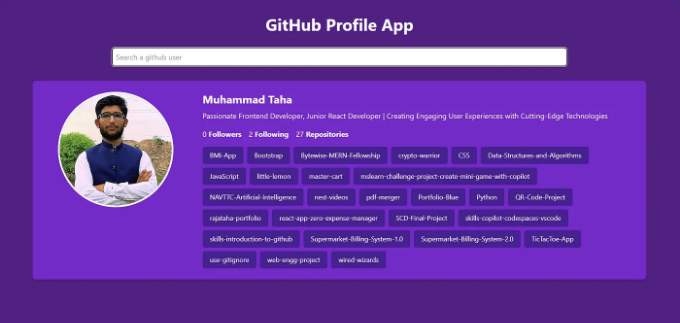 GitHub Profile App
Search a github user
Muhammad Taha
Passionate Frontend Developer, Junior React Developer | Creating Engaging User Experiences with Cutting-Edge Technologies
0 Followers 2 Following 27 Repositories
BMI-App Bootstrap Bytewise-MERN-Fellowship crypto-warrior CSS Data-Structures-and-Algorithms
JavaScript little-lemon master-cart mslearn-challenge-project-create-mini-game-with-copilot
NAVTTC-Artificial-Intelligence nest-videos pdf-merger Portfolio-Blue Python QR-Code-Project
rajataha-portfolio react-app-zero-expense-manager SCD-Final-Project skills-copilot-codespaces-vscode
skills-introduction-to-github Supermarket-Billing-System-1.0 Supermarket-Billing-System-2.0 TicTacToe-App
use-gitignore web-engg-project wired-wizards